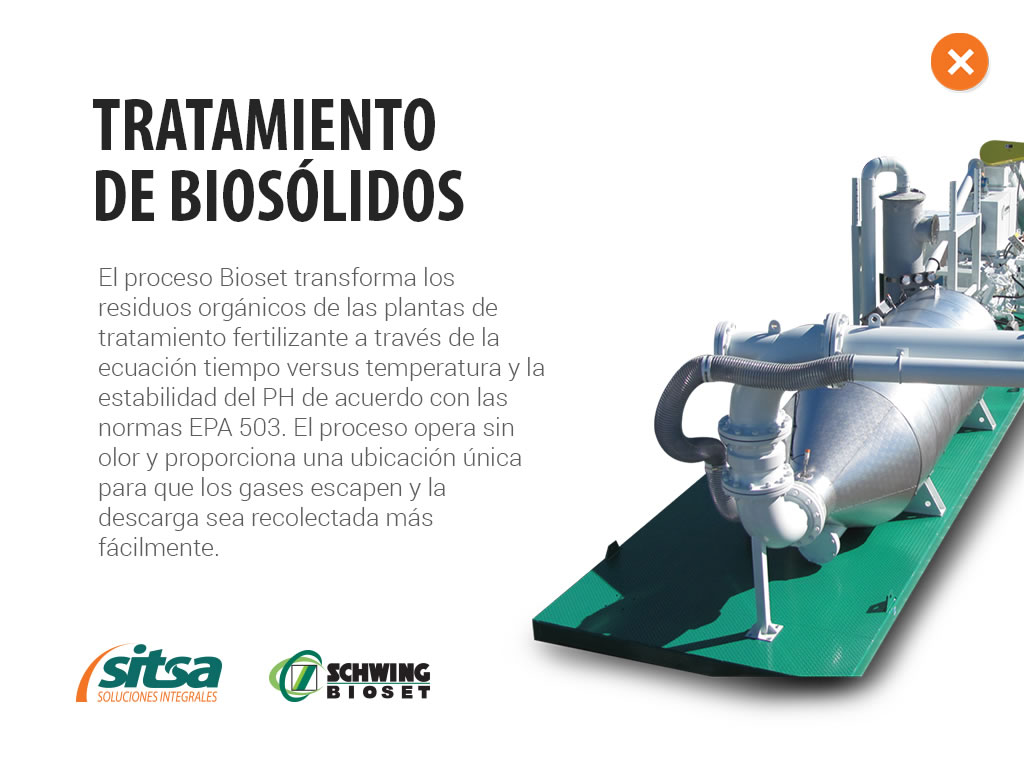 TRATAMIENTO
DE BIOSÓLIDOS
El proceso Bioset transforma los
residuos orgánicos de las plantas de
tratamiento fertilizante a través de la
ecuación tiempo versus temperatura y la
estabilidad del PH de acuerdo con las
normas EPA 503. El proceso opera sin
olor y proporciona una ubicación única
para que los gases escapen y la
descarga sea recolectada más
fácilmente.
sitsa
SOLUCIONES INTEGRALES
SCHWING
BIOSET